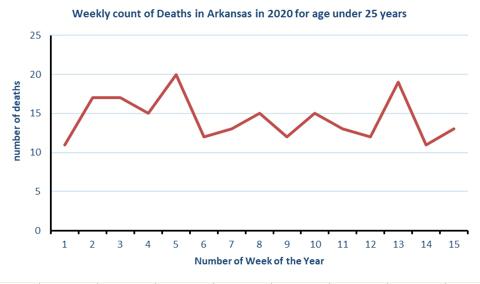 Weekly count of Deaths in Arkansas in 2020 for age under 25 years
25
20
15
10
5
0
number of deaths
1 2 3 4 5 6 7 8 9 10 11 12 13 14 15
Number of Week of the Year